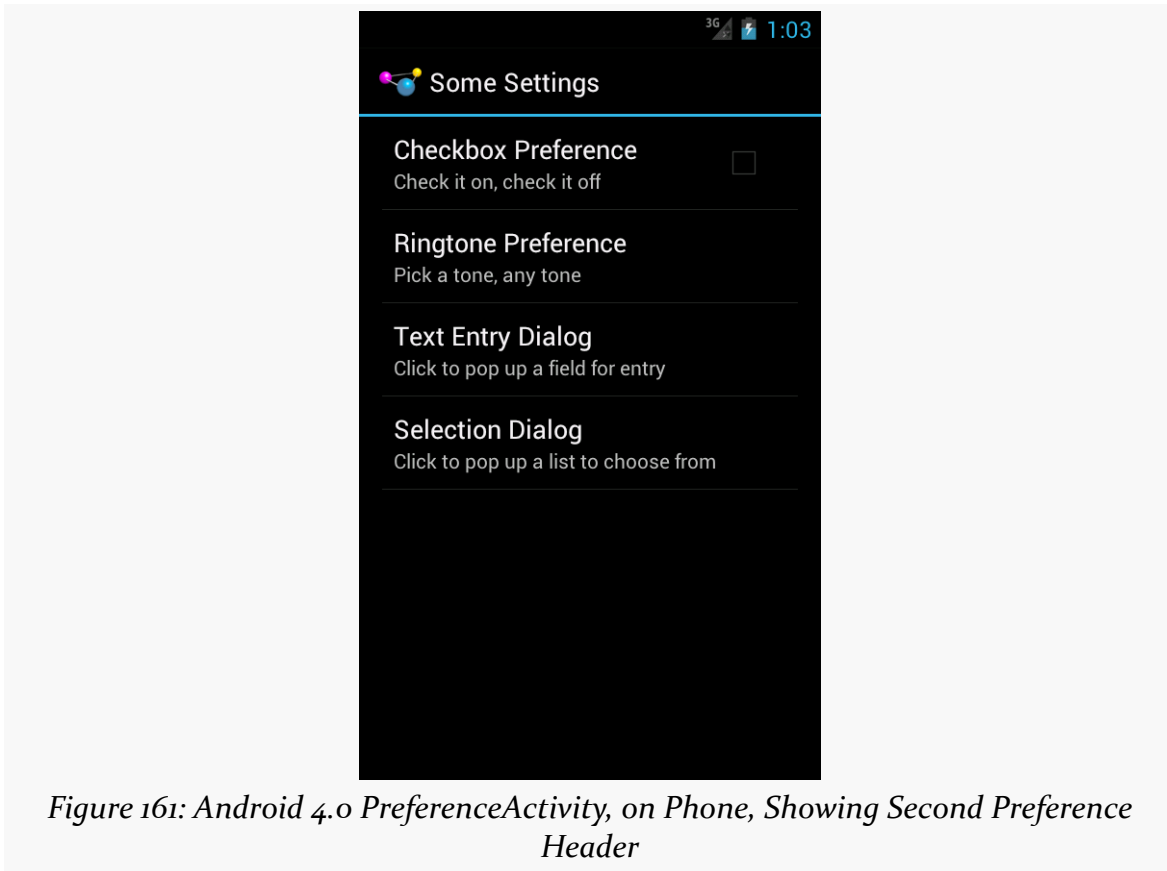 3G 1:03
Some Settings
Checkbox Preference
Check it on, check it off
Ringtone Preference
Pick a tone, any tone
Text Entry Dialog
Click to pop up a field for entry
Selection Dialog
Click to pop up a list to choose from
Figure 161: Android 4.0 PreferenceActivity, on Phone, Showing Second Preference
Header